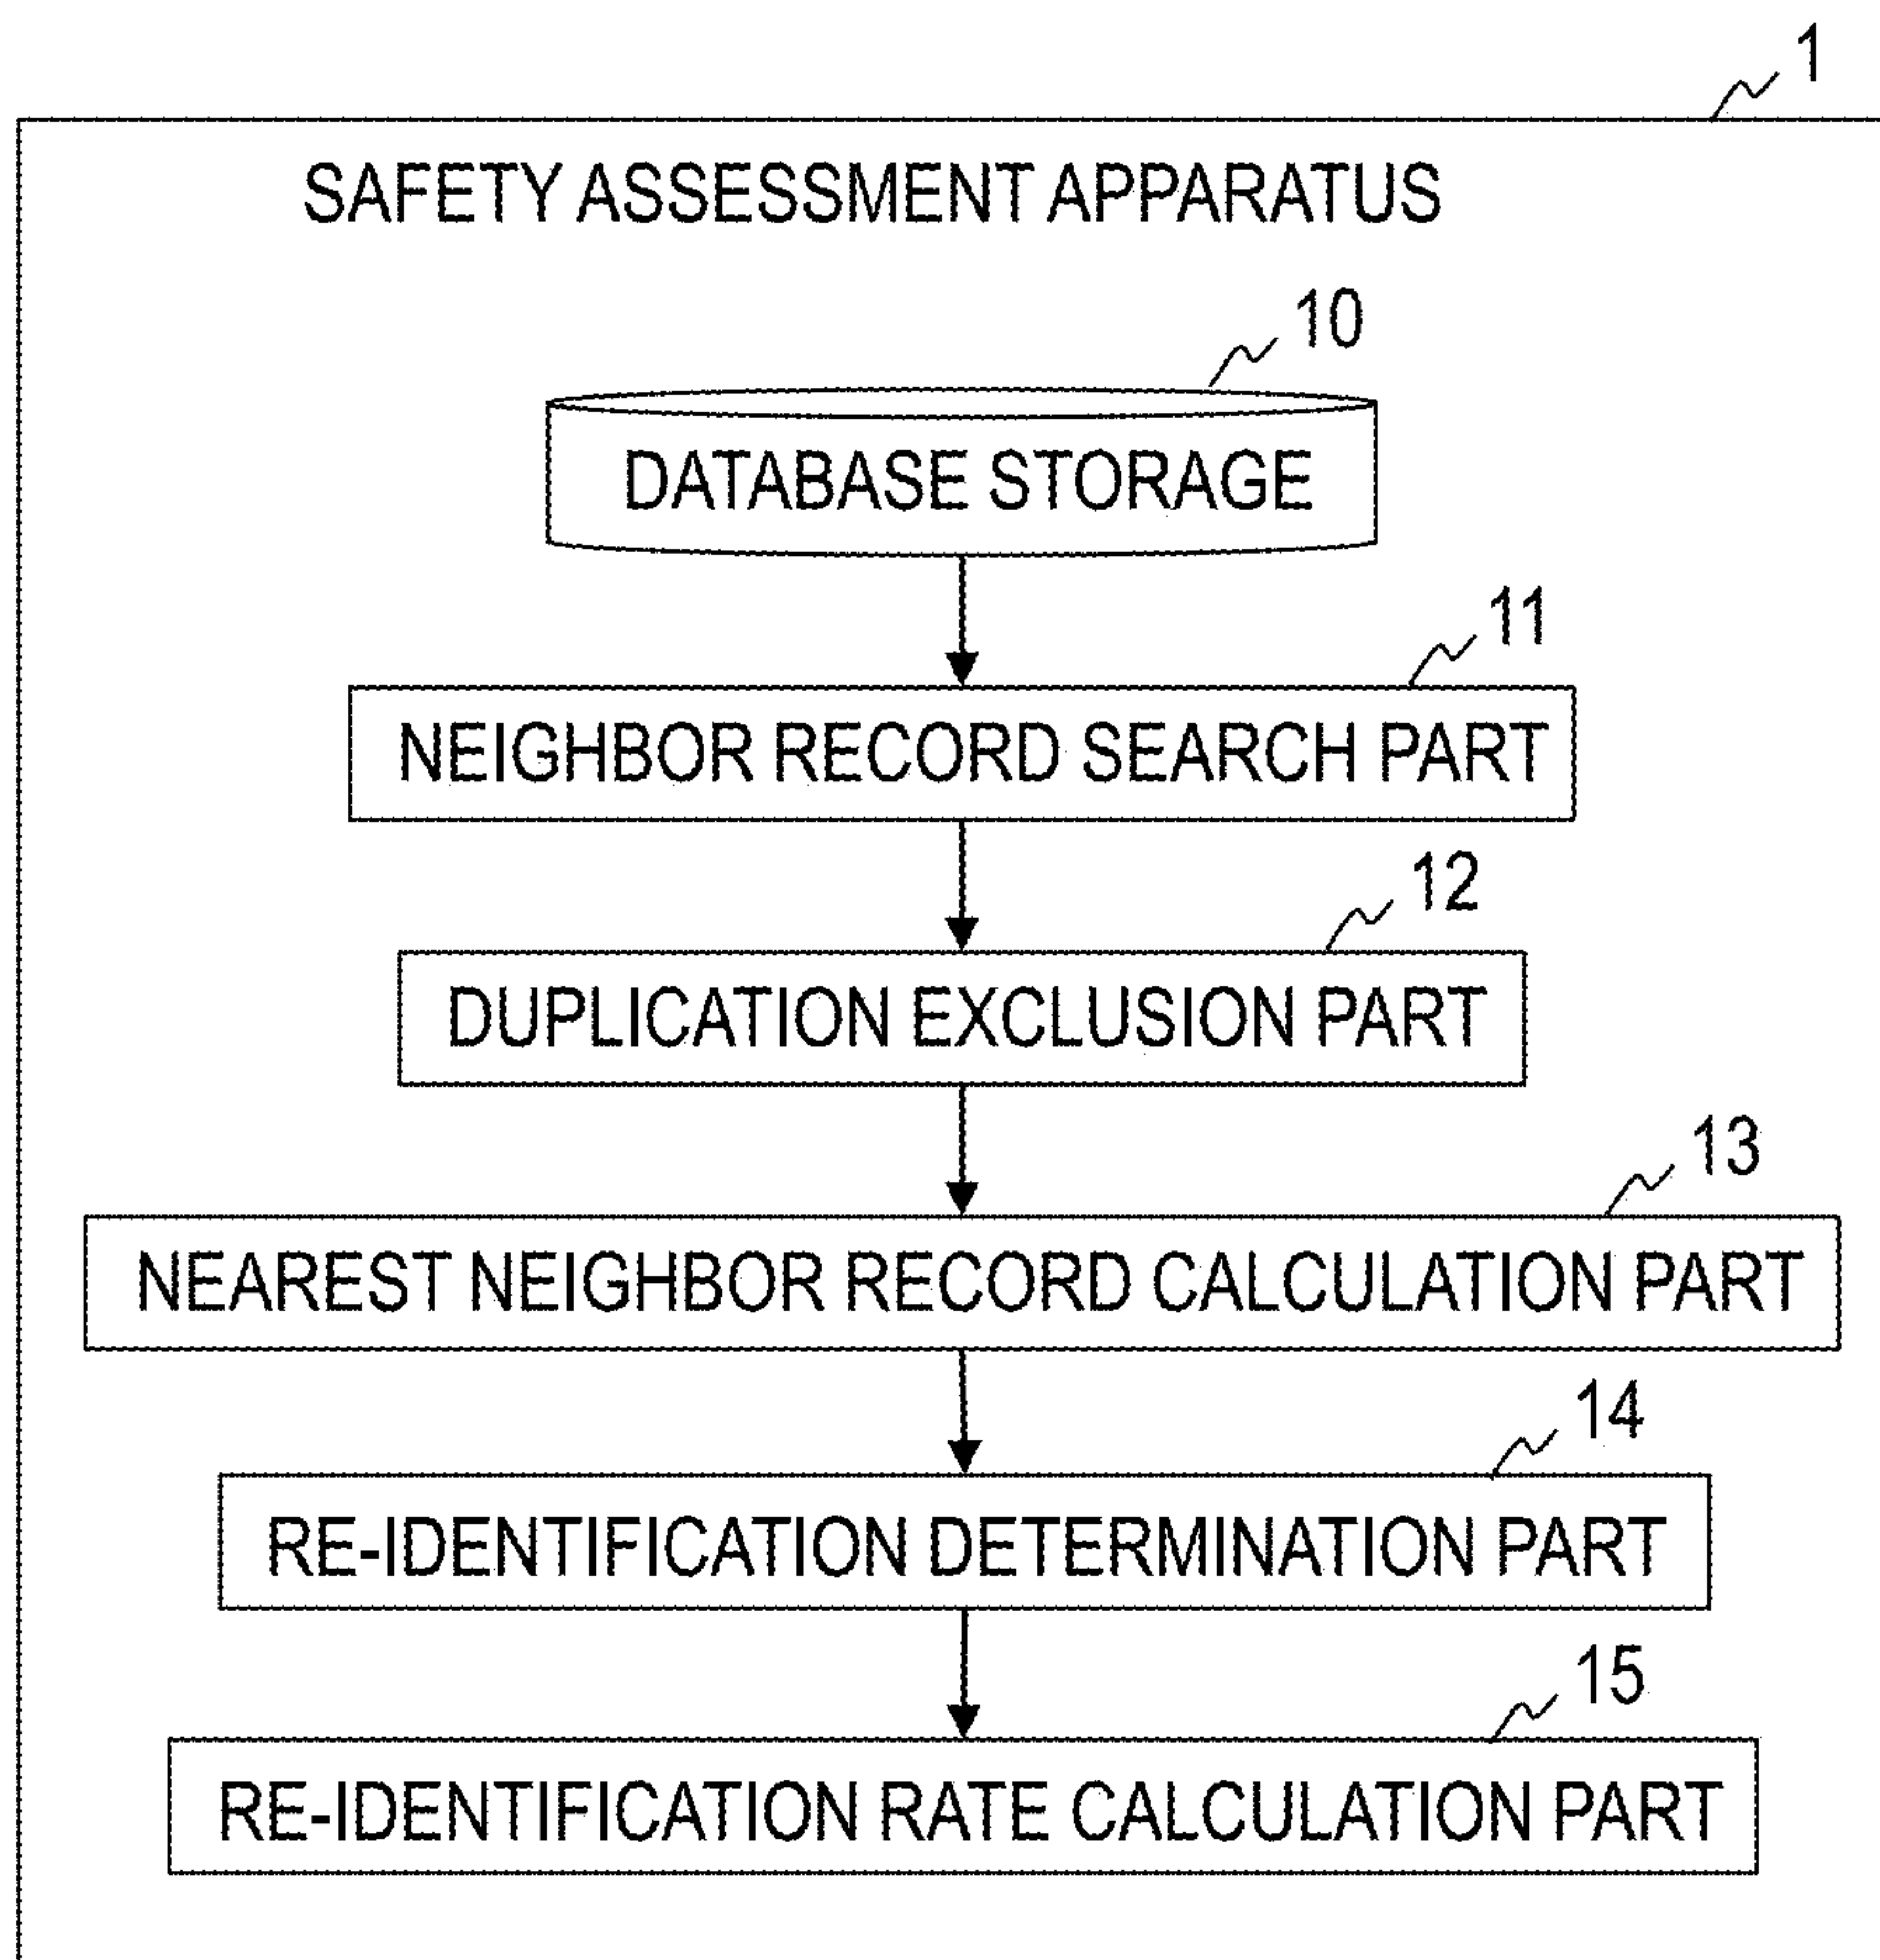 1
SAFETY ASSESSMENT APPARATUS
10
DATABASE STORAGE
11
NEIGHBOR RECORD SEARCH PART
12
DUPLICATION EXCLUSION PART
13
NEAREST NEIGHBOR RECORD CALCULATION PART
14
RE-IDENTIFICATION DETERMINATION PART
15
RE-IDENTIFICATION RATE CALCULATION PART